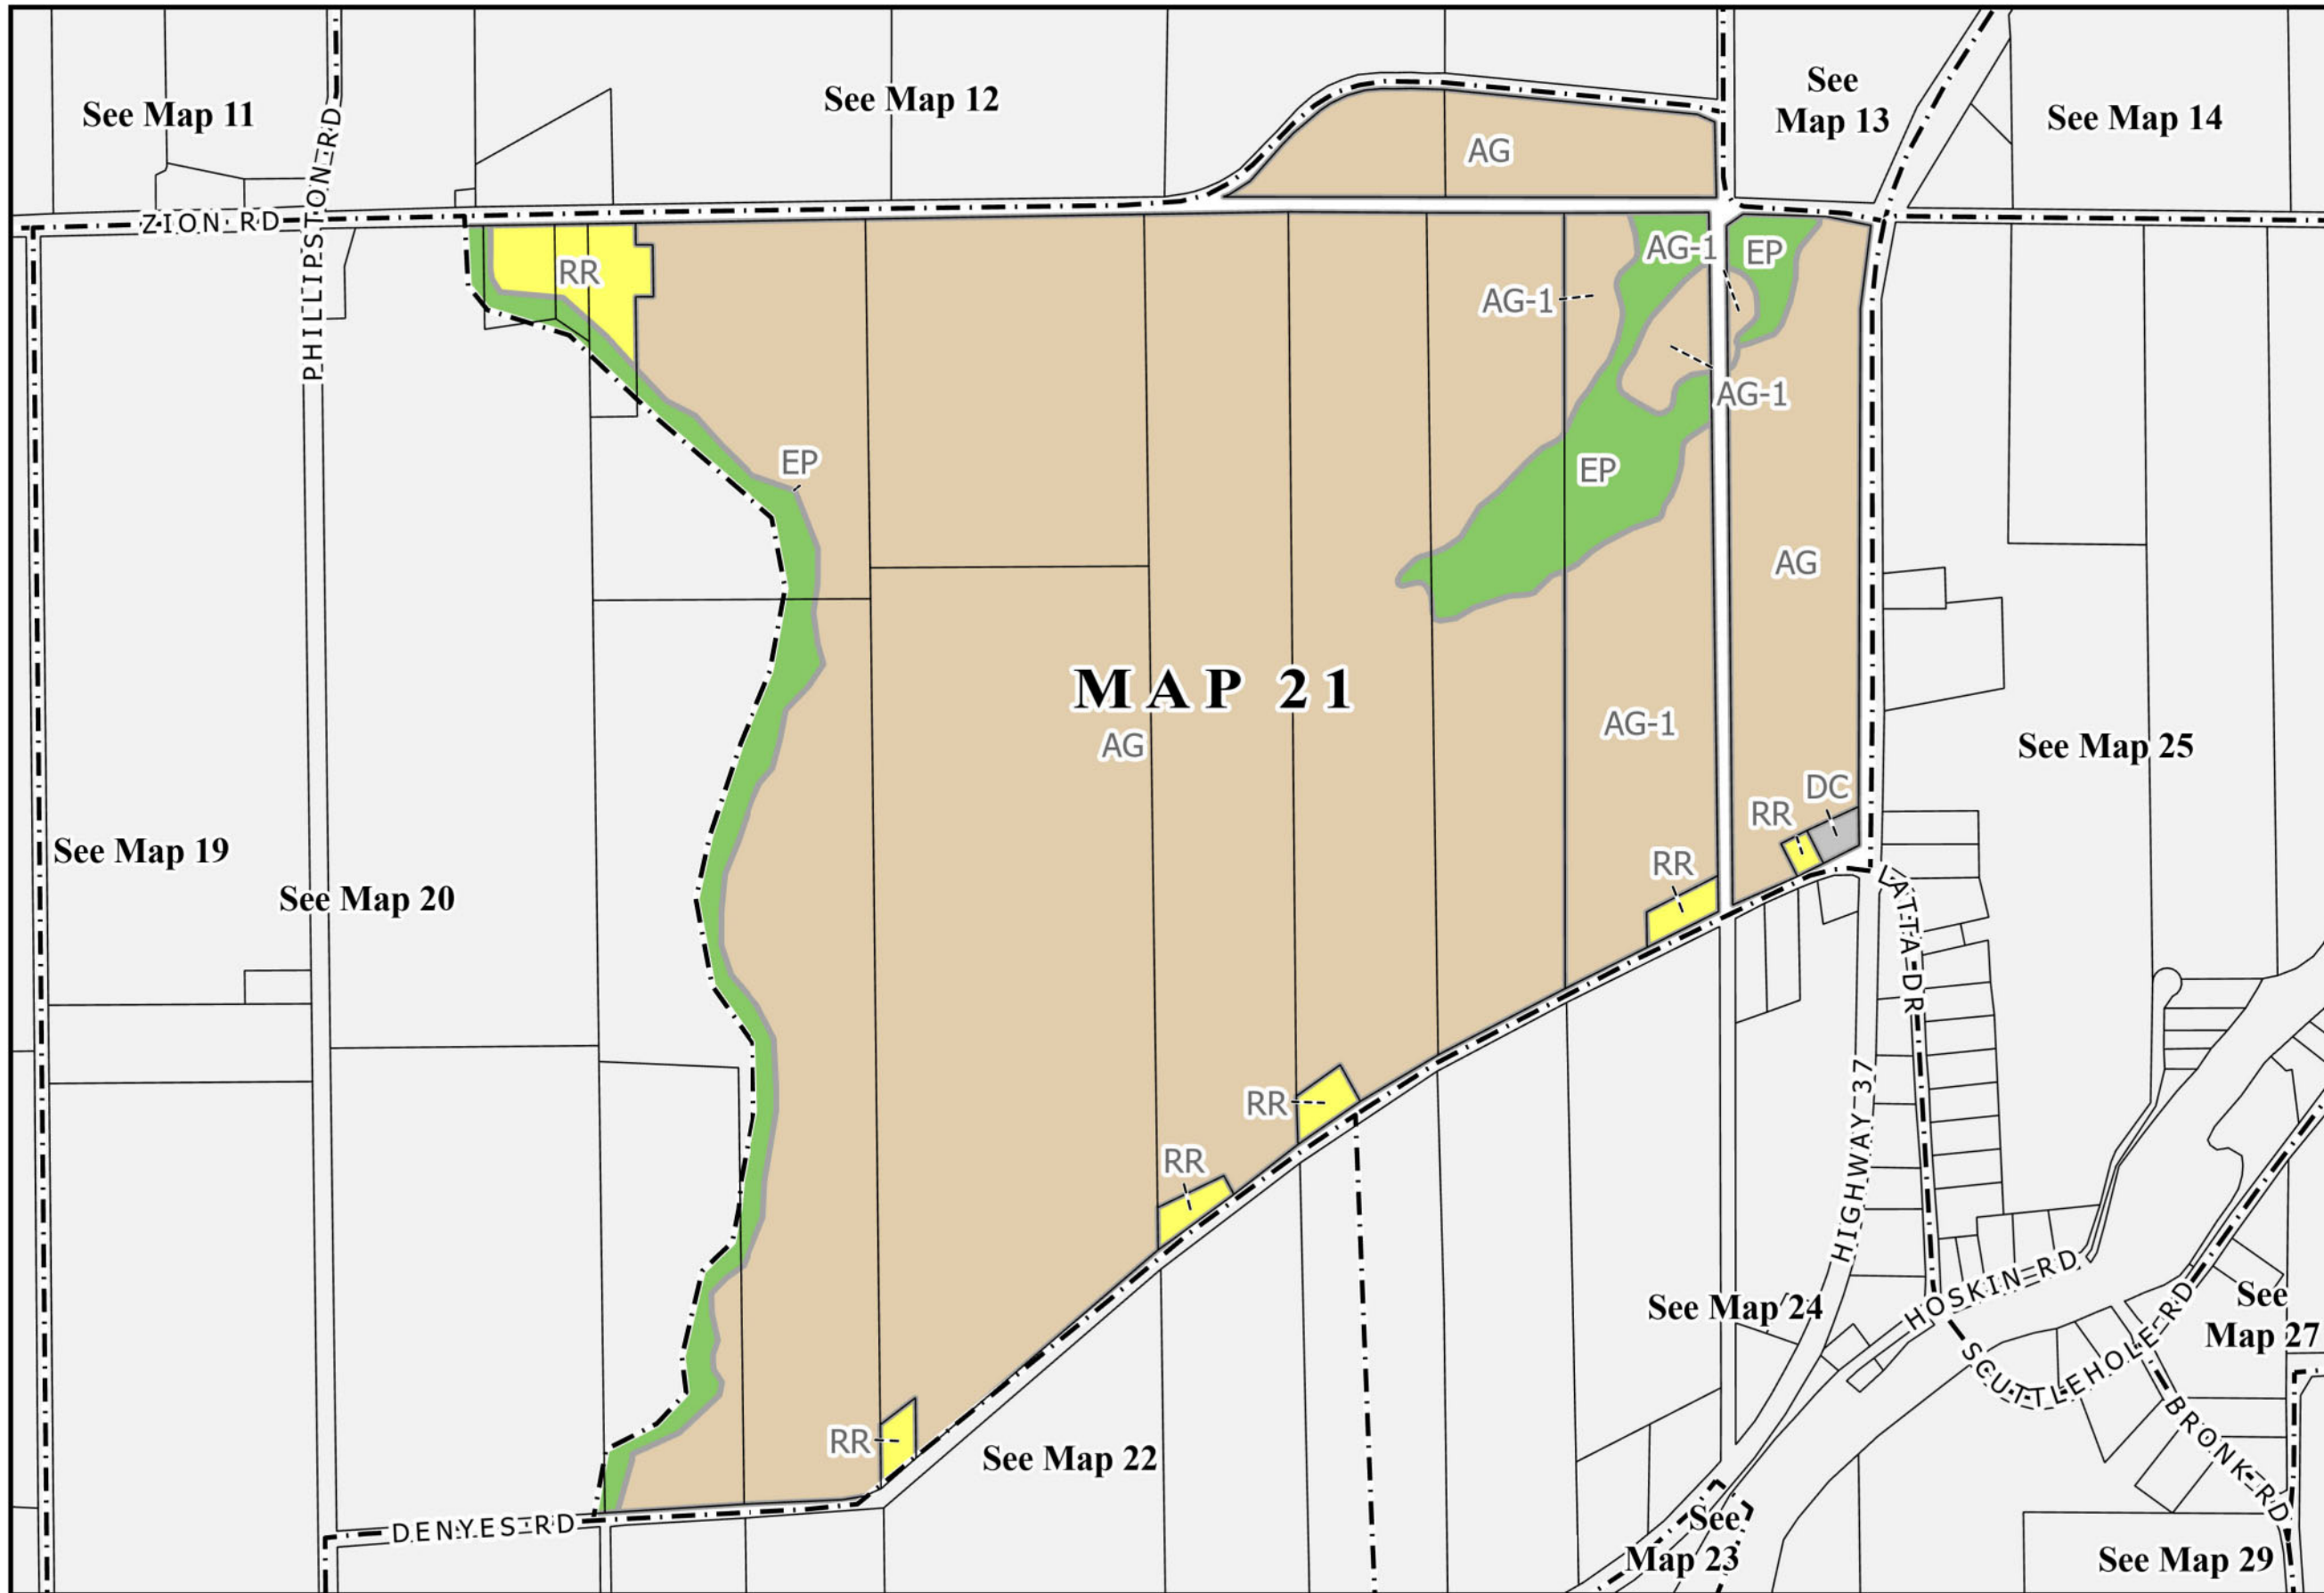 See Map 11
See Map 12
See
Map 13
See Map 14
PHILLIPSTON RD
ZION RD
AG
RR
AG-1
EP
AG-1
AG-1
EP
EP
AG
MAP 21
AG
AG-1
See Map 25
DC
RR
RR
See Map 19
See Map 20
LATTA DR
HIGHWAY 37
RR
RR
HOSKIN RD
See Map 24
SCUTTLEHOLE RD
See
Map 27
BRONK RD
RR
See Map 22
DENYES RD
See
Map 23
See Map 29